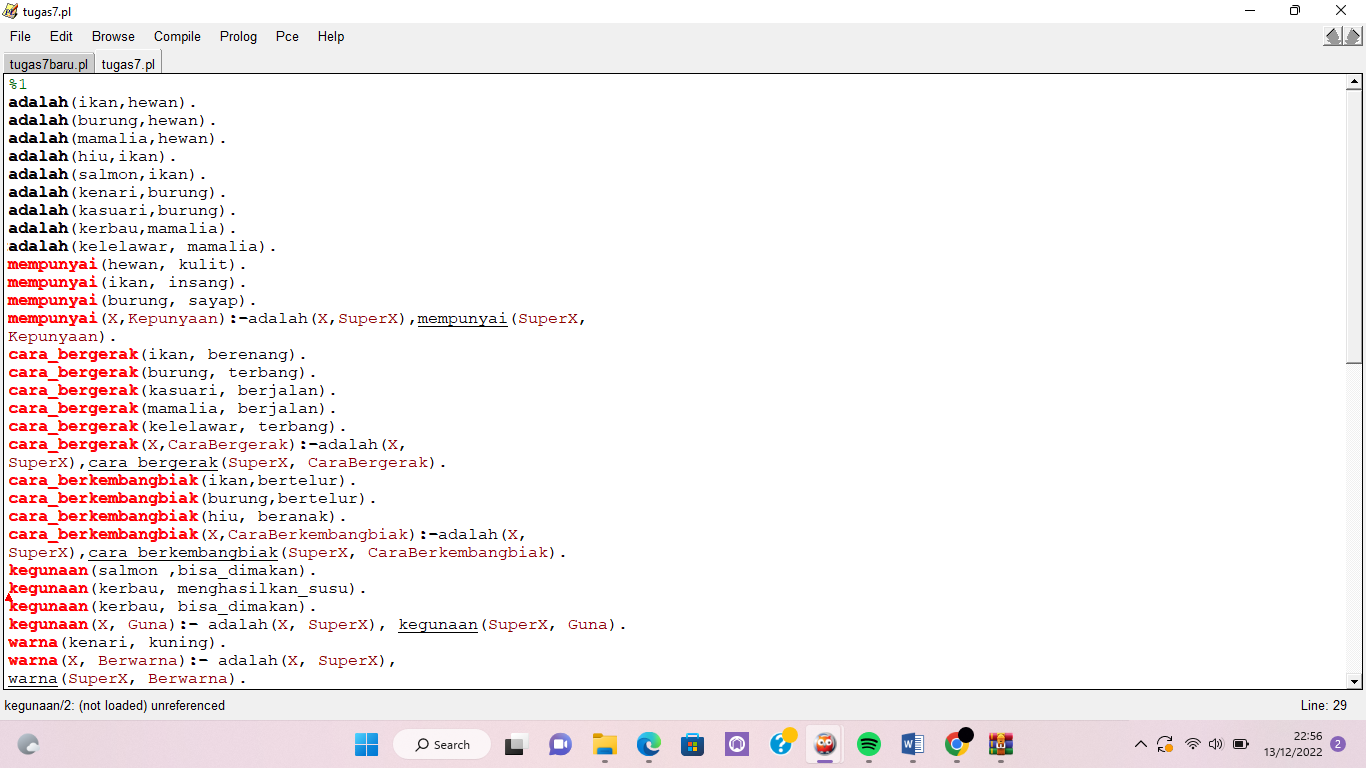 tugas7.pl
File Edit Browse Compile Prolog Pce Help
tugas7baru.pl tugas7.pl
%1
adalah(ikan,hewan).
adalah(burung,hewan).
adalah(mamalia,hewan).
adalah(hiu,ikan).
adalah(salmon,ikan).
adalah(kenari,burung).
adalah(kasuari,burung).
adalah(kerbau,mamalia).
adalah(kelelawar, mamalia).
mempunyai(hewan, kulit).
mempunyai(ikan, insang).
mempunyai(burung, sayap).
mempunyai(X,Kepunyaan):-adalah(X,SuperX),mempunyai(SuperX,
Kepunyaan).
cara_bergerak(ikan, berenang).
cara_bergerak(burung, terbang).
cara_bergerak(kasuari, berjalan).
cara_bergerak(mamalia, berjalan).
cara_bergerak(kelelawar, terbang).
cara_bergerak(X,CaraBergerak):-adalah(X,
SuperX),cara_bergerak(SuperX, CaraBergerak).
cara_berkembangbiak(ikan,bertelur).
cara_berkembangbiak(burung,bertelur).
cara_berkembangbiak(hiu, beranak).
cara_berkembangbiak(X,CaraBerkembangbiak):-adalah(X,
SuperX),cara_berkembangbiak(SuperX, CaraBerkembangbiak).
kegunaan(salmon ,bisa_dimakan).
kegunaan(kerbau, menghasilkan_susu).
kegunaan(kerbau, bisa_dimakan).
kegunaan(X, Guna):- adalah(X, SuperX), kegunaan(SuperX, Guna).
warna(kenari, kuning).
warna(X, Berwarna):- adalah(X, SuperX),
warna(SuperX, Berwarna).
kegunaan/2: (not loaded) unreferenced Line: 29
Search
22:56
13/12/2022 2